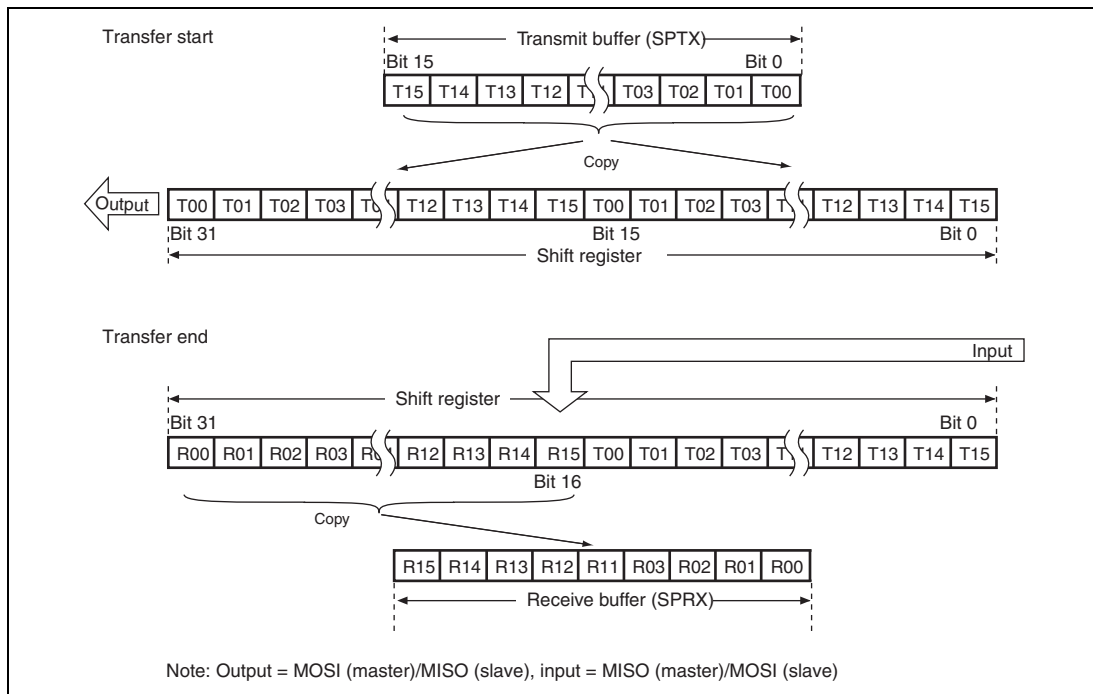 Transfer start
Transmit buffer (SPTX)
Bit 15 Bit 0
T15 T14 T13 T12 T03 T02 T01 T00
Copy
Output T00 T01 T02 T03 T12 T13 T14 T15 T00 T01 T02 T03 T12 T13 T14 T15
Bit 31 Bit 15 Bit 0
Shift register
Transfer end
Input
Shift register
Bit 31 Bit 0
R00 R01 R02 R03 R12 R13 R14 R15 T00 T01 T02 T03 T12 T13 T14 T15
Bit 16
Copy
R15 R14 R13 R12 R11 R03 R02 R01 R00
Receive buffer (SPRX)
Note: Output = MOSI (master)/MISO (slave), input = MISO (master)/MOSI (slave)